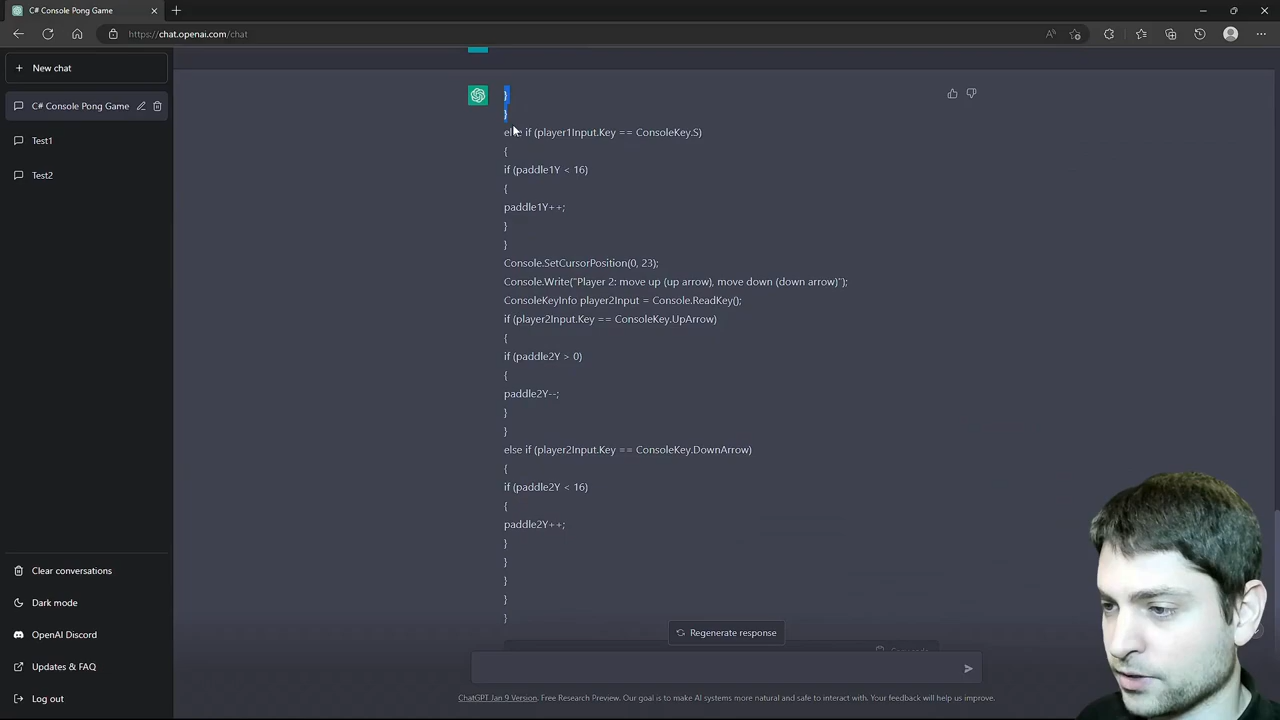 C# Console Pong Game
https://chat.openai.com/chat
New chat
C# Console Pong Game
Test1
Test2
Clear conversations
Dark mode
OpenAI Discord
Updates & FAQ
Log out
}
}
else if (player1Input.Key == ConsoleKey.S)
{
if (paddle1Y < 16)
{
paddle1Y++;
}
}
Console.SetCursorPosition(0, 23);
Console.Write("Player 2: move up (up arrow), move down (down arrow)");
ConsoleKeyInfo player2Input = Console.ReadKey();
if (player2Input.Key == ConsoleKey.UpArrow)
{
if (paddle2Y > 0)
{
paddle2Y--;
}
}
else if (player2Input.Key == ConsoleKey.DownArrow)
{
if (paddle2Y < 16)
{
paddle2Y++;
}
}
}
}
}
Regenerate response
ChatGPT Jan 9 Version. Free Research Preview. Our goal is to make AI systems more natural and safe to interact with. Your feedback will help us improve.